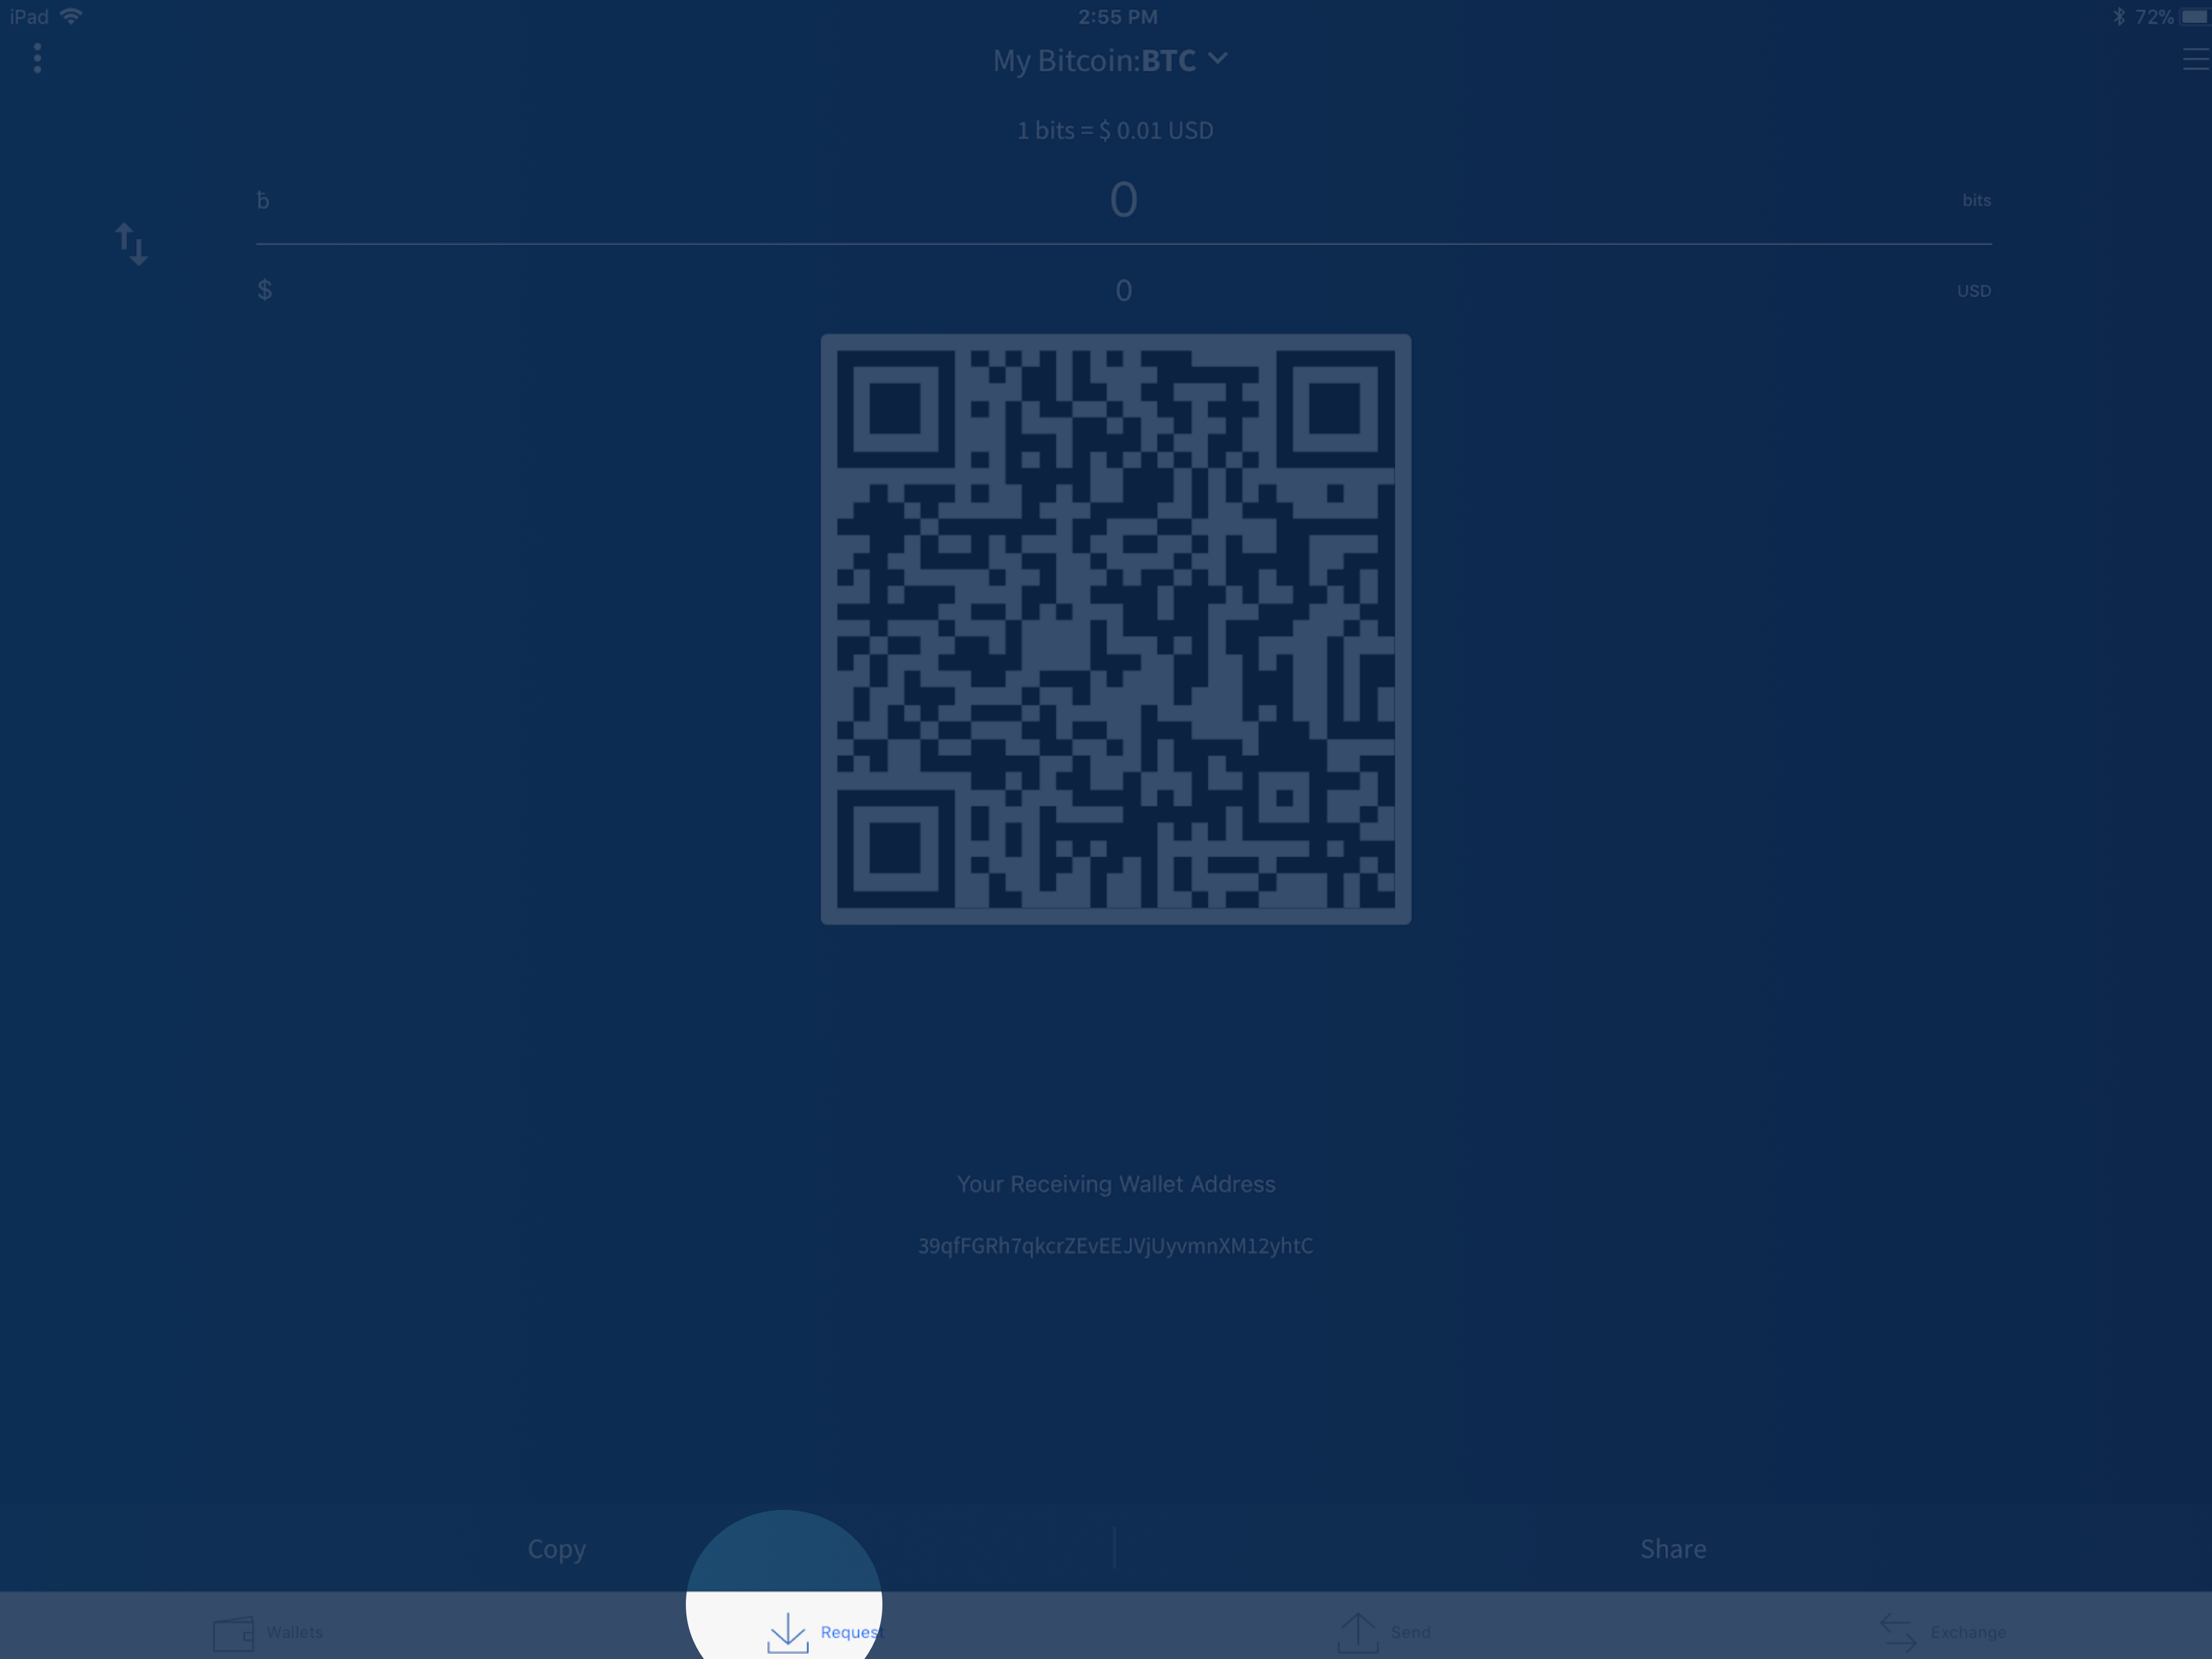 iPad 2:55 PM 72%
My Bitcoin:BTC
1 bits = $ 0.01 USD
ƀ 0 bits
$ 0 USD
Your Receiving Wallet Address
39qfFGRh7qkcrZEvEEJVjUyvmnXM12yhtC
Copy Share
Wallets Request Send Exchange